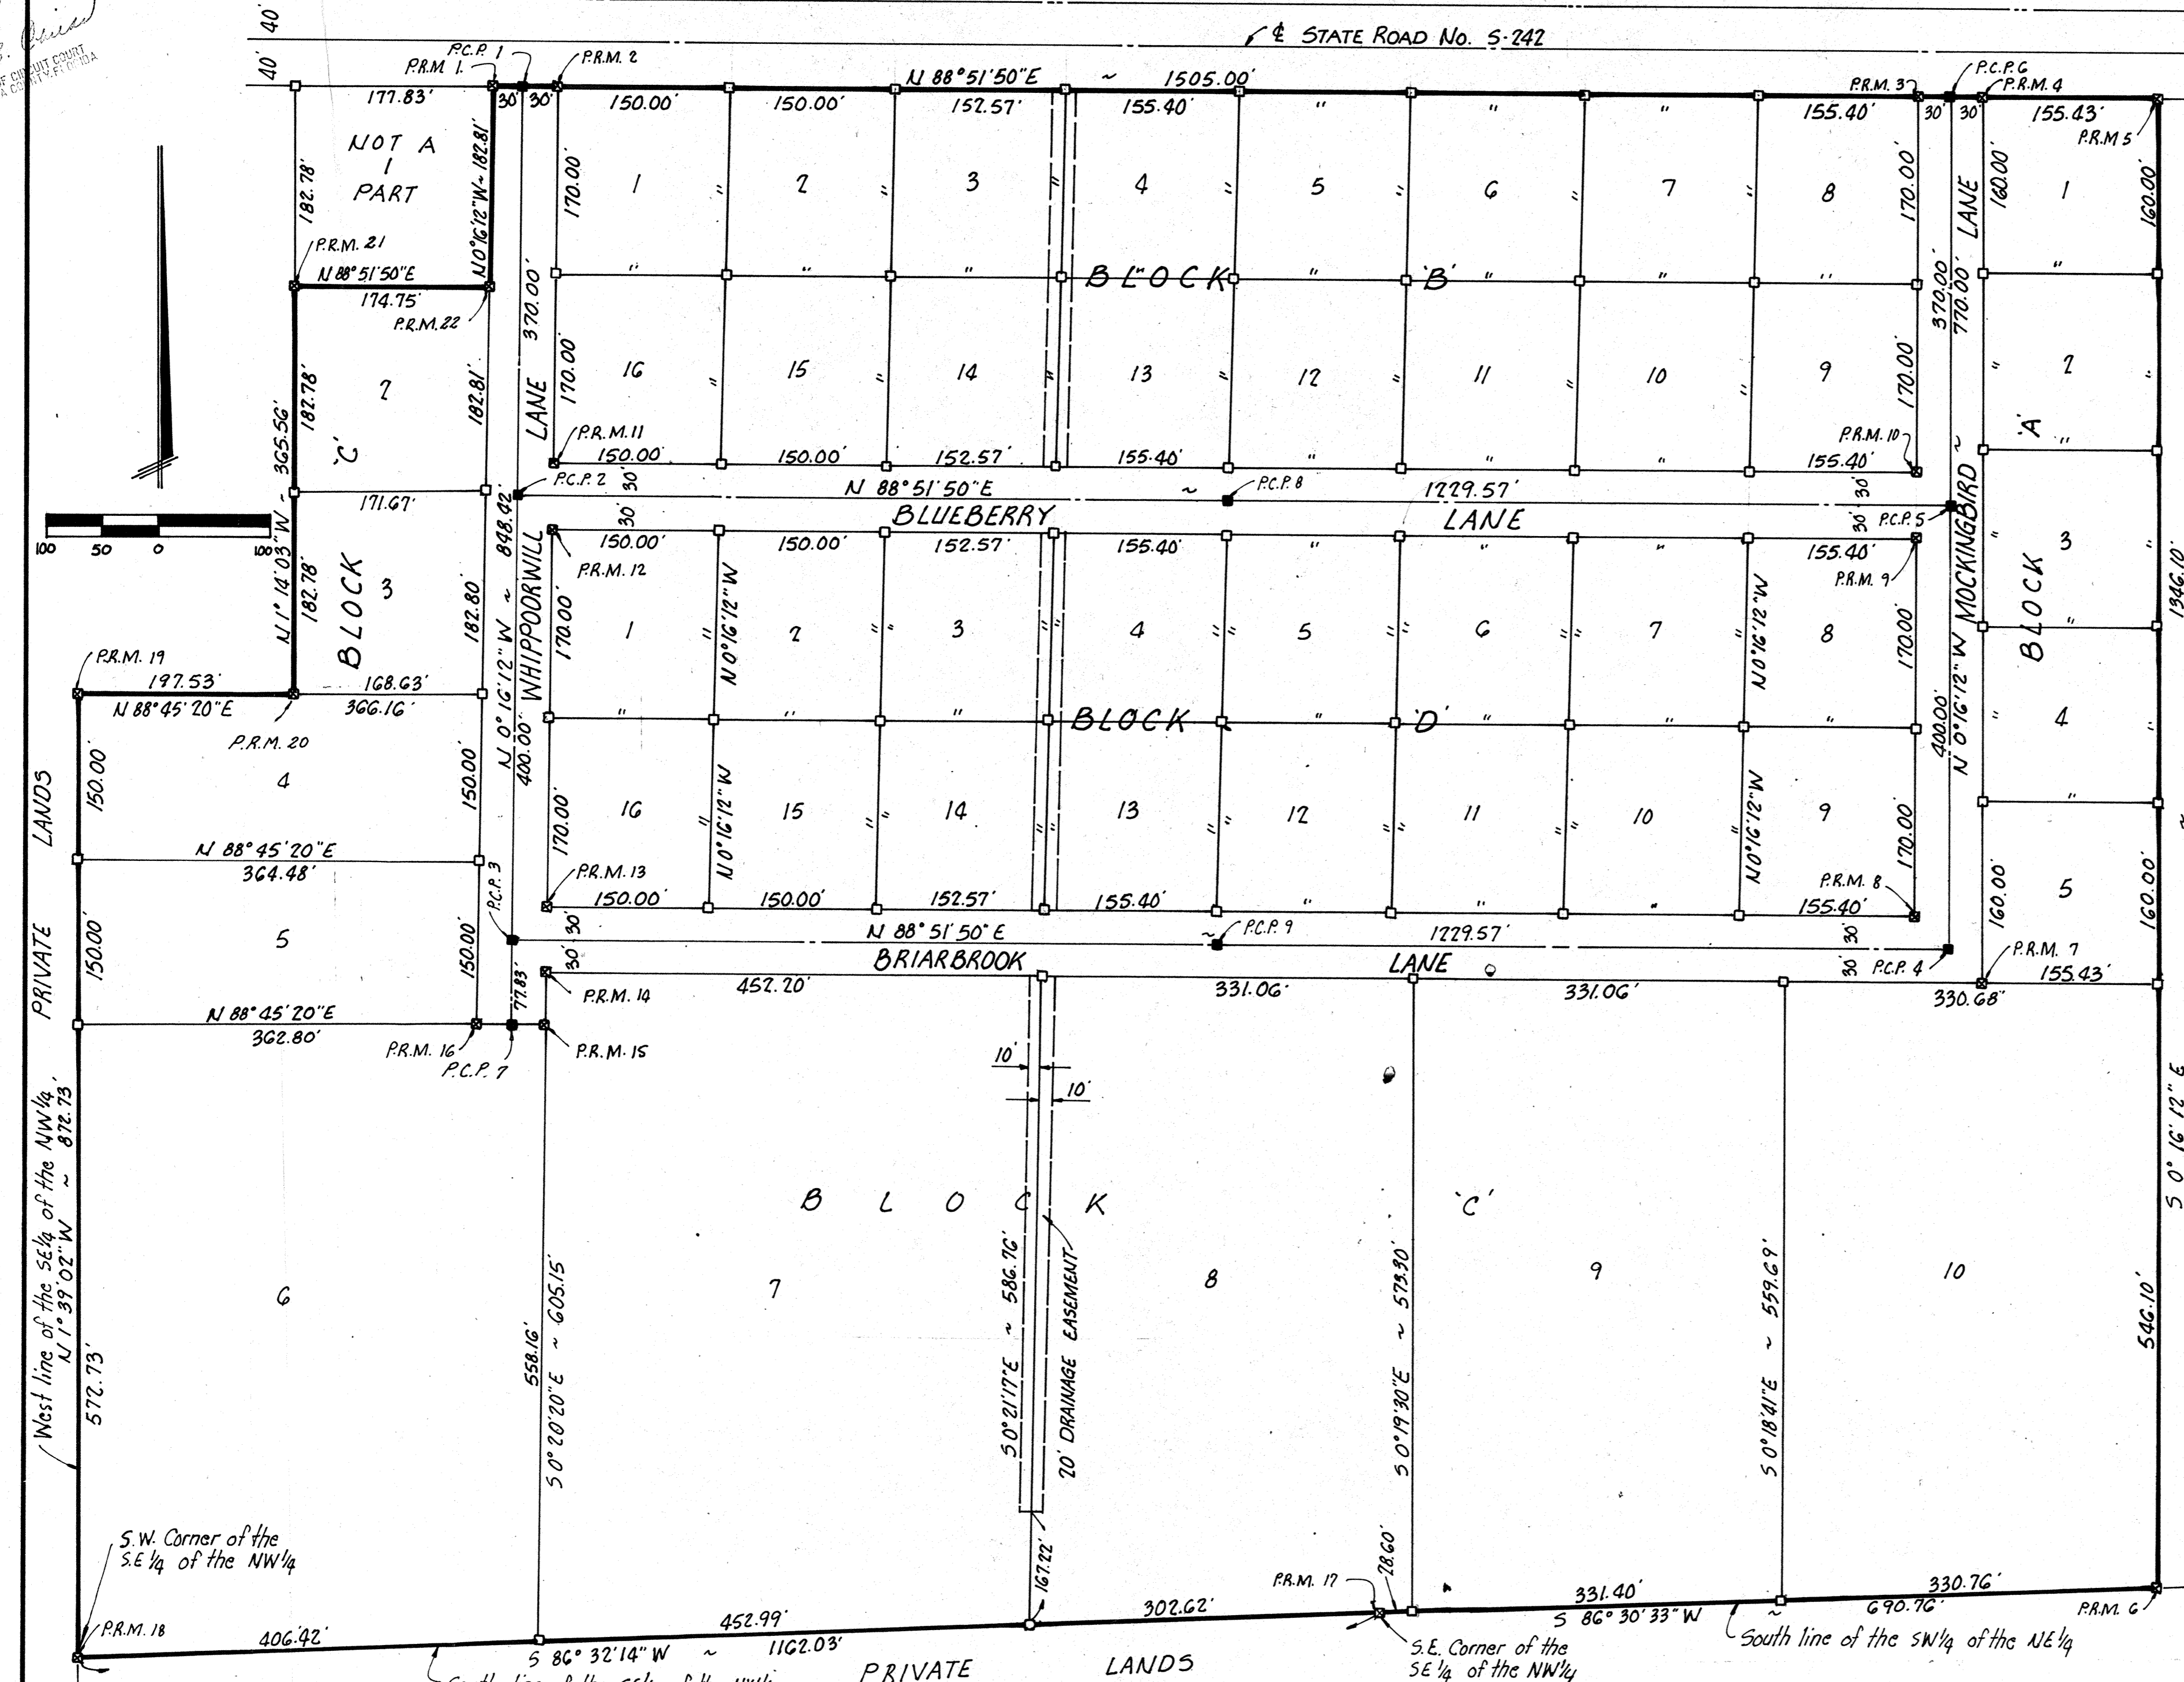 OF CIRCUIT COURT
COUNTY, FLORIDA
40'
40'
℄ STATE ROAD No. S-242
P.C.P. 1
P.R.M. 1.
P.R.M. 2
N 88°51'50"E ~ 1505.00'
P.R.M. 3
P.C.P. 6
P.R.M. 4
177.83'
30' 30'
150.00' 150.00' 152.57' 155.40' " " " 155.40'
30' 30'
155.43'
P.R.M 5
NOT A
1
PART
182.78'
N0°16'12"W ~ 182.81'
170.00'
1 " 2 " 3 " 4 " 5 " 6 " 7 " 8
170.00'
LANE
160.00'
1
160.00'
P.R.M. 21
N 88°51'50"E
174.75'
P.R.M. 22
370.00'
" " " " " " " "
BLOCK 'B'
370.00'
770.00'
"
182.78'
2
182.81'
LANE
170.00'
16 " 15 " 14 " 13 " 12 " 11 " 10 " 9
170.00'
" 2 "
N 1° 14' 03" W ~ 365.56'
'C'
P.R.M. 11
P.R.M. 10
'A'
"
150.00' 150.00' 152.57' 155.40' " " " 155.40'
171.67'
P.C.P. 2
30'
N 88°51'50"E ~ 1229.57'
P.C.P. 8
30'
P.C.P. 5
100 50 0 100
BLUEBERRY LANE
30'
30'
150.00' 150.00' 152.57' 155.40' " " " 155.40'
P.R.M. 12
P.R.M. 9
182.78'
BLOCK
3
182.80'
N 0°16'12"W ~ 848.42'
WHIPPOORWILL
170.00'
N0°16'12"W
N0°16'12"W
170.00'
N 0°16'12"W MOCKINGBIRD ~
" 3 "
BLOCK
1346.10'
~
1 " 2 " " 3 " " 4 " " 5 " " 6 " " 7 8
"
P.R.M. 19
197.53'
168.63'
N 88°45'20"E
366.16'
P.R.M. 20
400.00'
" " " " " " "
BLOCK 'D'
400.00'
" 4 "
150.00'
4
150.00'
170.00'
N0°16'12"W
N0°16'12"W
170.00'
"
16 " 15 " " 14 " " 13 " " 12 " " 11 " " 10 " 9
N 88°45'20"E
364.48'
P.C.P. 3
P.R.M. 13
P.R.M. 8
160.00'
5
160.00'
150.00' 150.00' 152.57' 155.40' " " " 155.40'
150.00'
5
150.00'
30'
N 88°51'50"E ~ 1229.57'
P.C.P. 9
30'
P.C.P. 4
P.R.M. 7
30'
BRIARBROOK LANE
30'
155.43'
77.83'
452.20' 331.06' 331.06' 330.68"
P.R.M. 14
N 88°45'20"E
362.80'
P.R.M. 16
P.C.P. 7
P.R.M. 15
10'
10'
PRIVATE LANDS
West line of the SE¼ of the NW¼
N 1°39'02"W ~ 872.73'
S 0° 16' 12" E
BLOCK 'C'
6
7
8
9
10
572.73'
558.16'
S 0°20'20"E ~ 605.15'
S 0°21'17"E ~ 586.76'
20' DRAINAGE EASEMENT
S 0°19'30"E ~ 573.30'
S 0°18'41"E ~ 559.69'
546.10'
S.W. Corner of the
S.E ¼ of the NW¼
167.22'
28.60'
P.R.M. 17
P.R.M. 18
406.42' 452.99' 302.62' 331.40' 330.76'
S 86°32'14"W ~ 1162.03'
S 86°30'33"W ~ 690.76'
P.R.M. 6
PRIVATE LANDS
S.E. Corner of the
SE ¼ of the NW¼
South line of the SW¼ of the NE¼